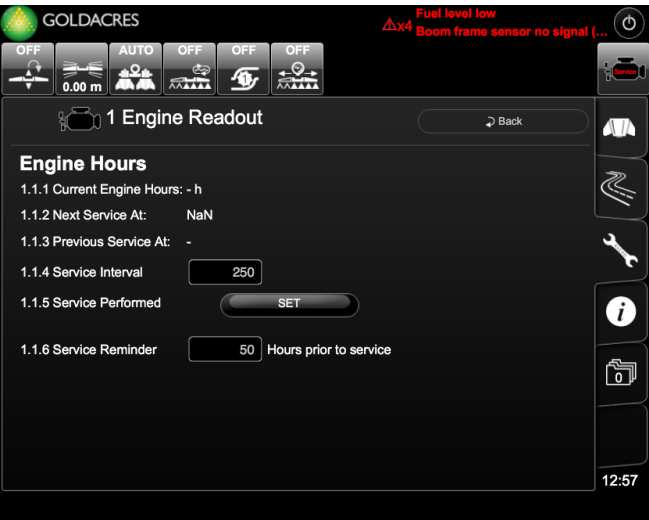 GOLDACRES
x4 Fuel level low
Boom frame sensor no signal (...
OFF AUTO OFF OFF OFF
0.00 m
Service
1 Engine Readout
Back
Engine Hours
1.1.1 Current Engine Hours: - h
1.1.2 Next Service At: NaN
1.1.3 Previous Service At: -
1.1.4 Service Interval 250
1.1.5 Service Performed SET
1.1.6 Service Reminder 50 Hours prior to service
i
0
12:57